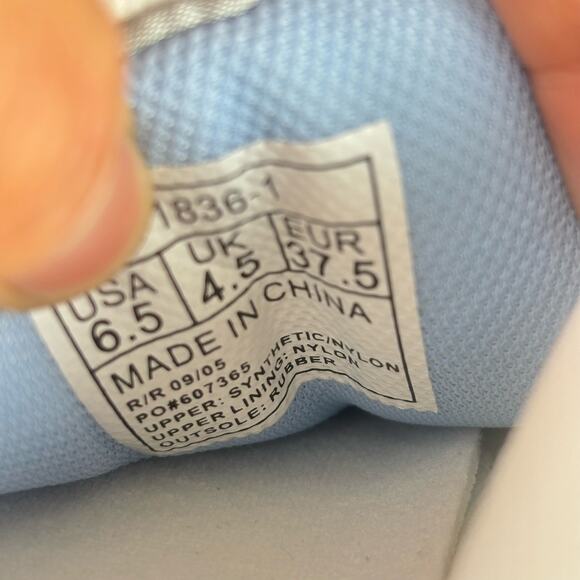 1836-1
USA UK EUR
6.5 4.5 37.5
MADE IN CHINA
R/R 09/05
PO#607365
UPPER: SYNTHETIC/NYLON
UPPER LINING: NYLON
OUTSOLE: RUBBER